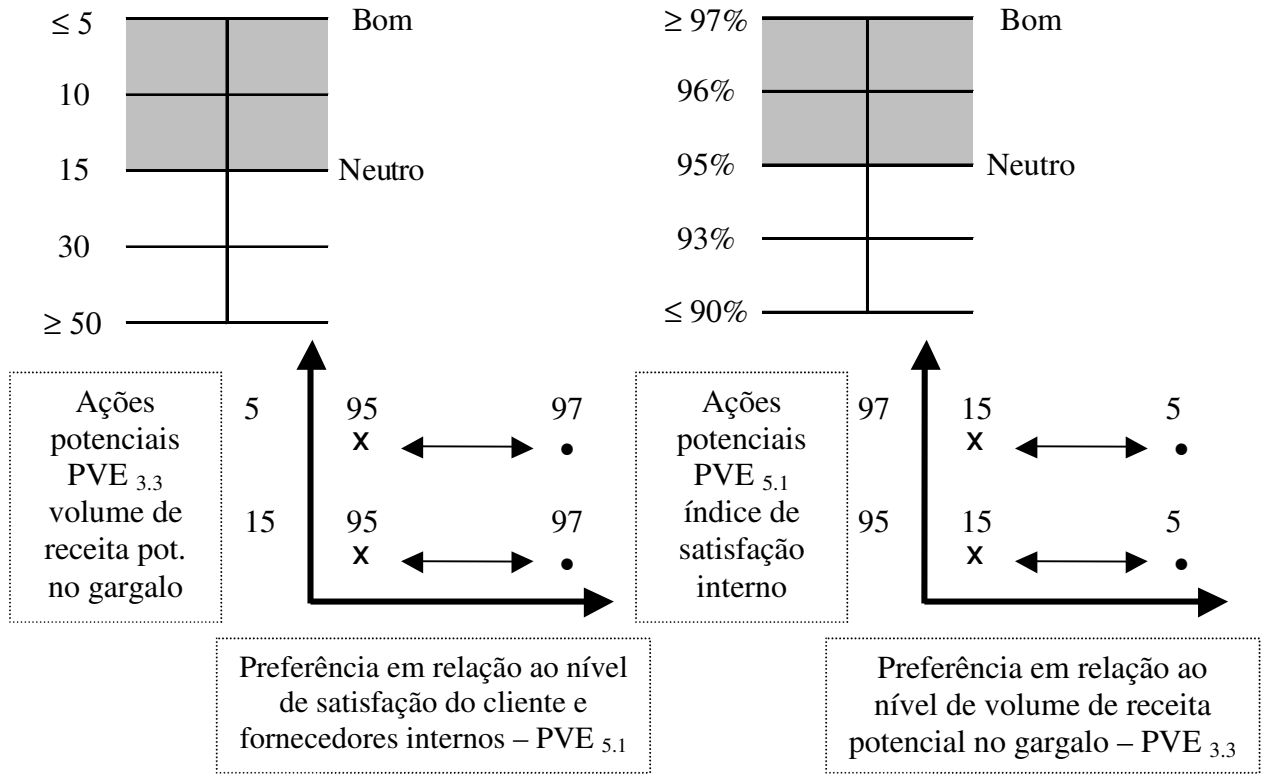 ≤ 5 Bom
10
15 Neutro
30
≥ 50
≥ 97% Bom
96%
95% Neutro
93%
≤ 90%
Ações
potenciais
PVE 3.3
volume de
receita pot.
no gargalo
5 95 97
x •
15 95 97
x •
Preferência em relação ao nível
de satisfação do cliente e
fornecedores internos – PVE 5.1
Ações
potenciais
PVE 5.1
índice de
satisfação
interno
97 15 5
x •
95 15 5
x •
Preferência em relação ao
nível de volume de receita
potencial no gargalo – PVE 3.3